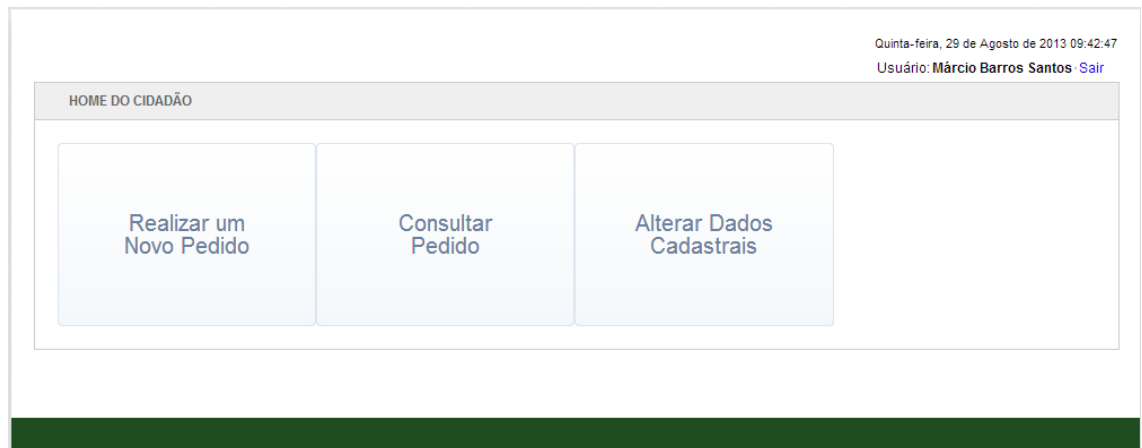 Quinta-feira, 29 de Agosto de 2013 09:42:47
Usuário: Márcio Barros Santos · Sair
HOME DO CIDADÃO
Realizar um
Novo Pedido
Consultar
Pedido
Alterar Dados
Cadastrais